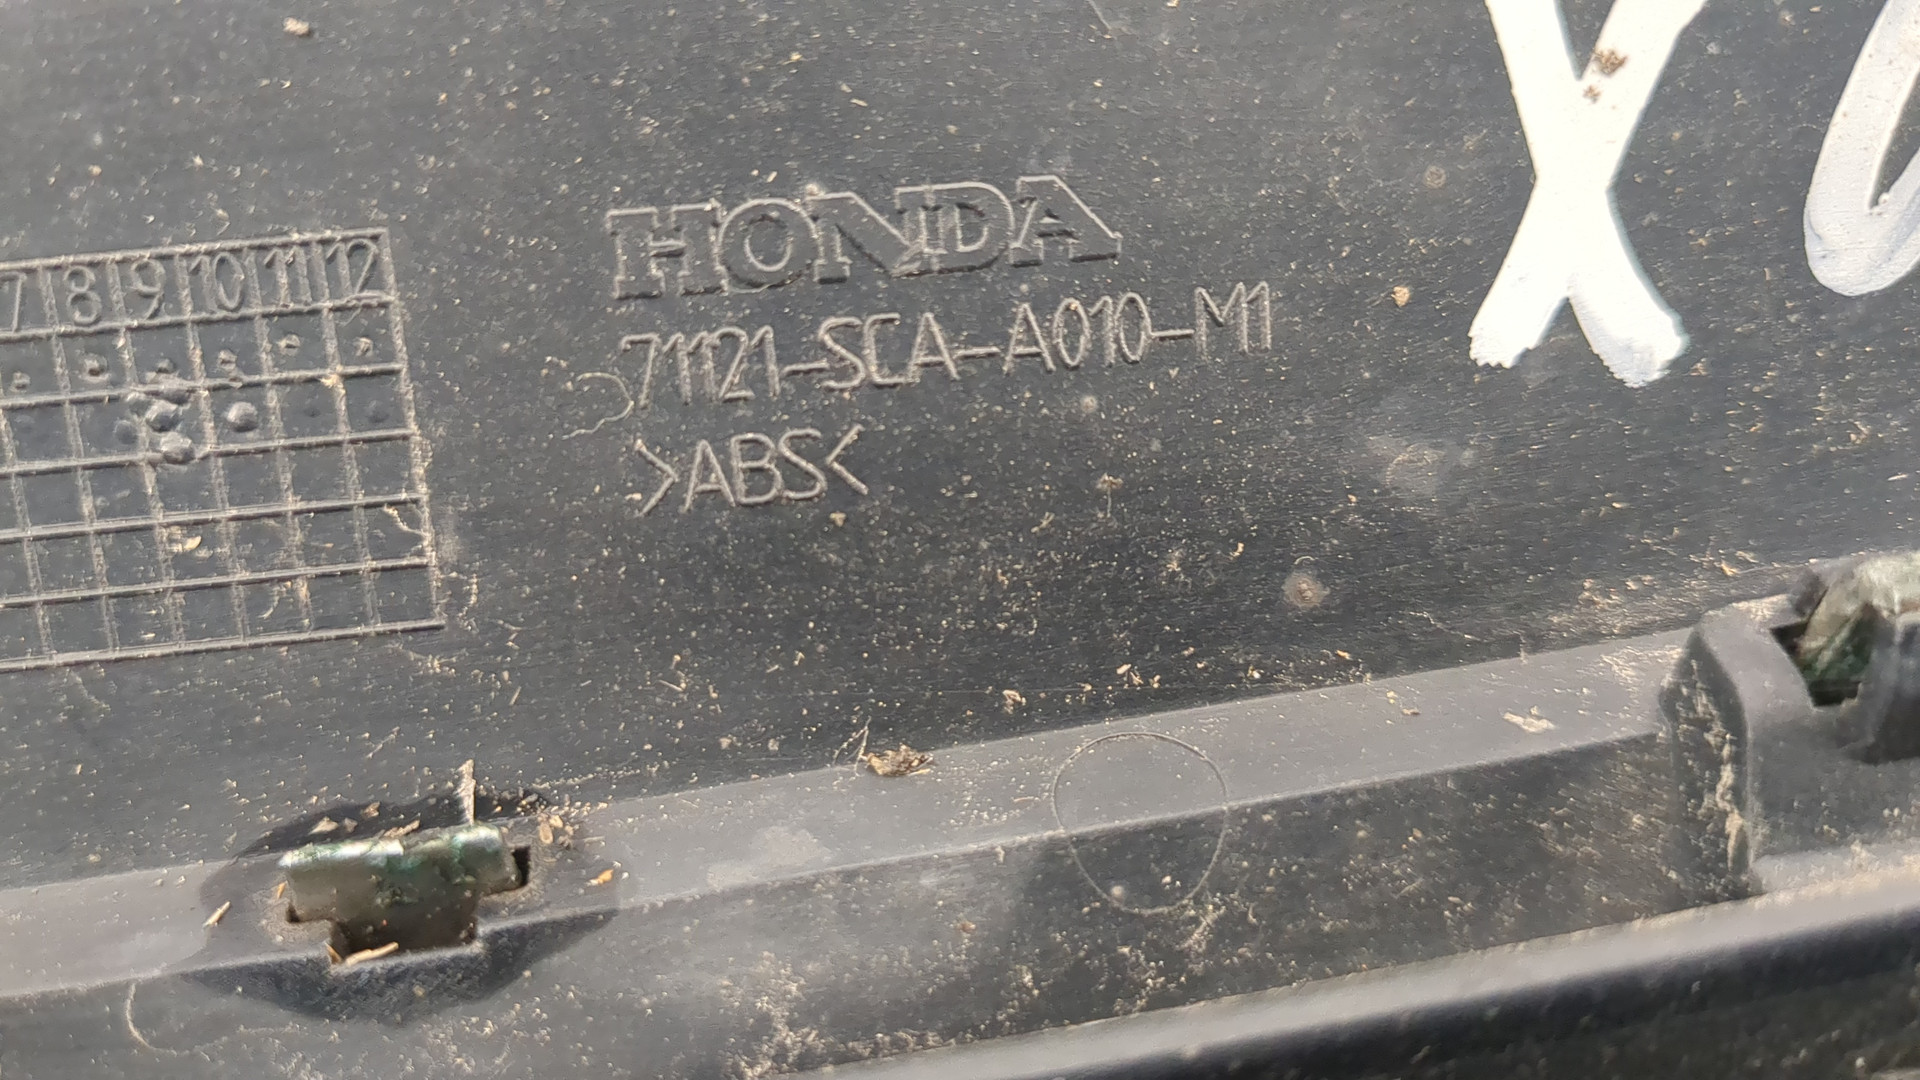 HONDA
71121-SCA-A010-M1
>ABS<
7 8 9 10 11 12
X